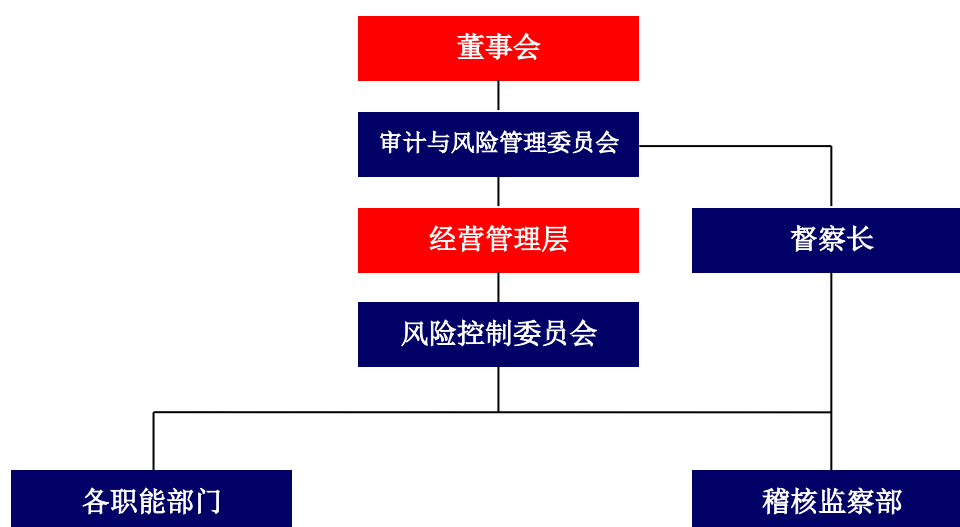 董事会
审计与风险管理委员会
经营管理层
督察长
风险控制委员会
各职能部门
稽核监察部